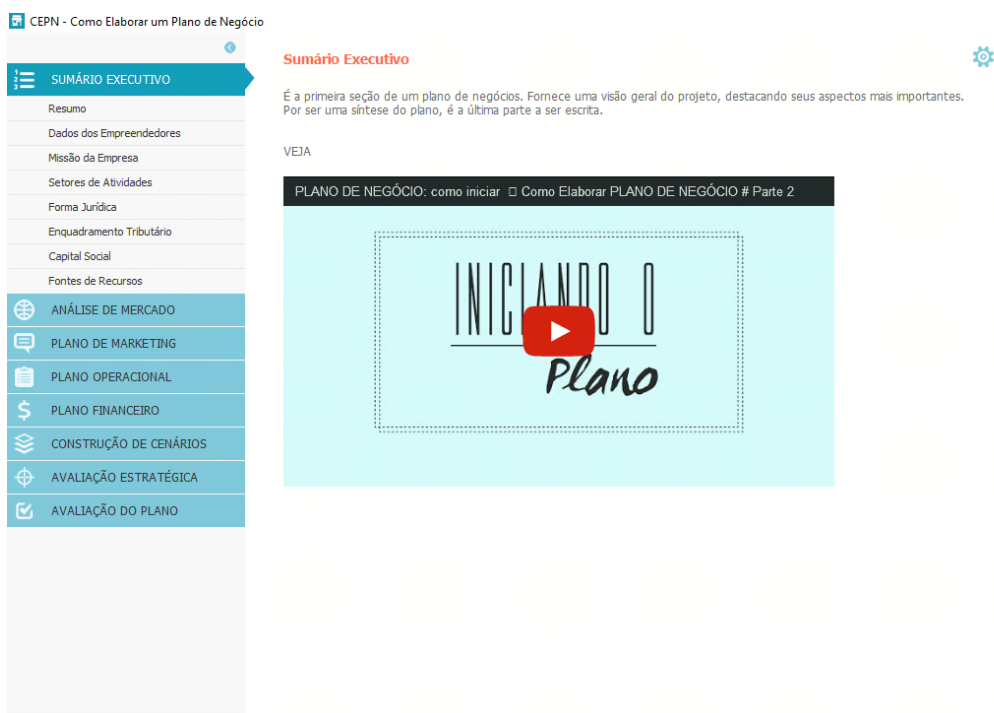 CEPN - Como Elaborar um Plano de Negócio
SUMÁRIO EXECUTIVO
Resumo
Dados dos Empreendedores
Missão da Empresa
Setores de Atividades
Forma Jurídica
Enquadramento Tributário
Capital Social
Fontes de Recursos
ANÁLISE DE MERCADO
PLANO DE MARKETING
PLANO OPERACIONAL
PLANO FINANCEIRO
CONSTRUÇÃO DE CENÁRIOS
AVALIAÇÃO ESTRATÉGICA
AVALIAÇÃO DO PLANO
Sumário Executivo
É a primeira seção de um plano de negócios. Fornece uma visão geral do projeto, destacando seus aspectos mais importantes.
Por ser uma síntese do plano, é a última parte a ser escrita.
VEJA
PLANO DE NEGÓCIO: como iniciar Como Elaborar PLANO DE NEGÓCIO # Parte 2
INICIANDO O
Plano